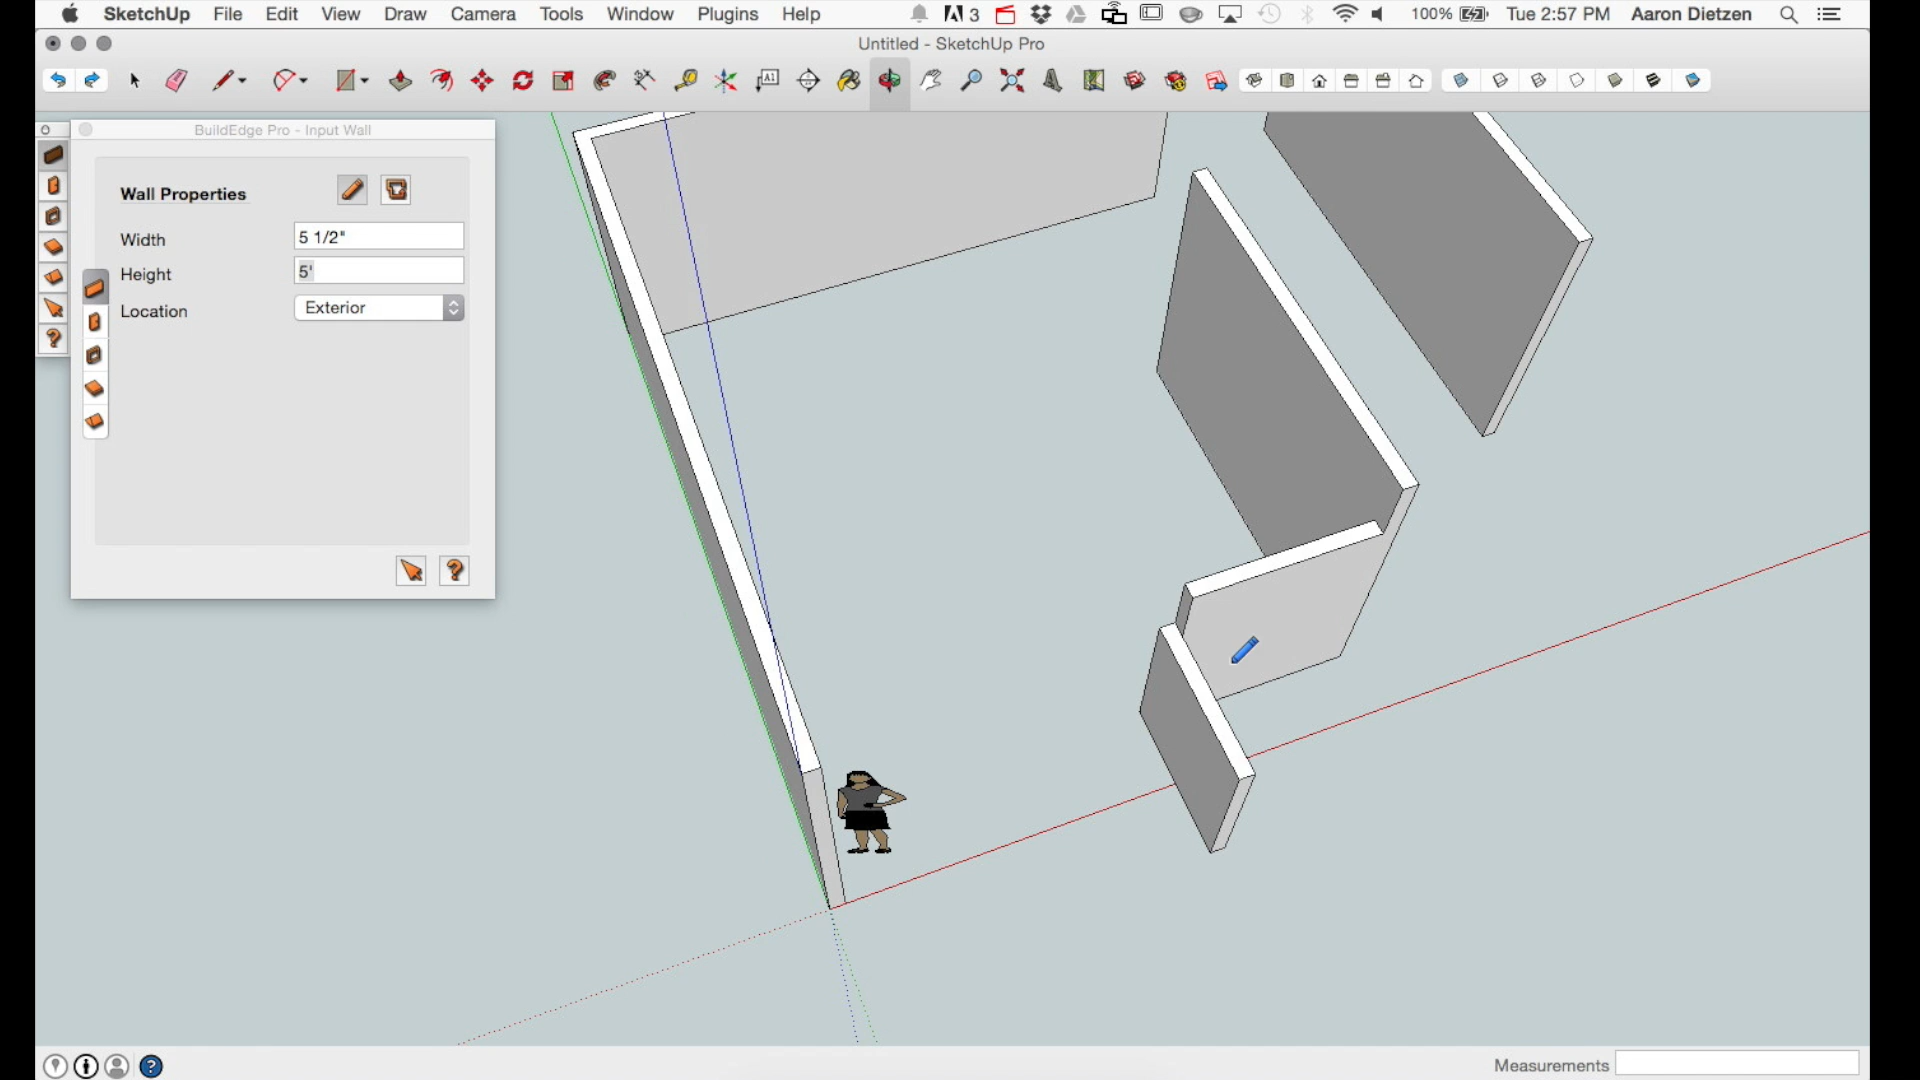 SketchUp File Edit View Draw Camera Tools Window Plugins Help 3 100% Tue 2:57 PM Aaron Dietzen
Untitled - SketchUp Pro
A1
BuildEdge Pro - Input Wall
Wall Properties
Width 5 1/2"
Height 5'
Location Exterior
Measurements